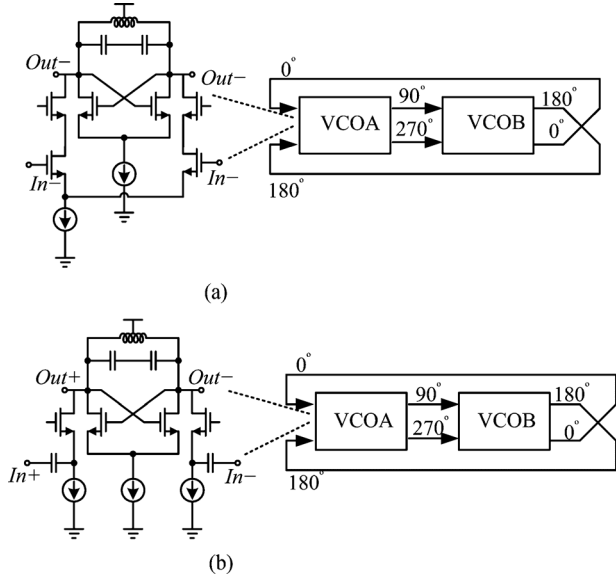 Out−
Out−
In−
In−
0°
90°
180°
VCOA
VCOB
270°
0°
180°
(a)
Out+
Out−
In+
In−
0°
90°
180°
VCOA
VCOB
270°
0°
180°
(b)